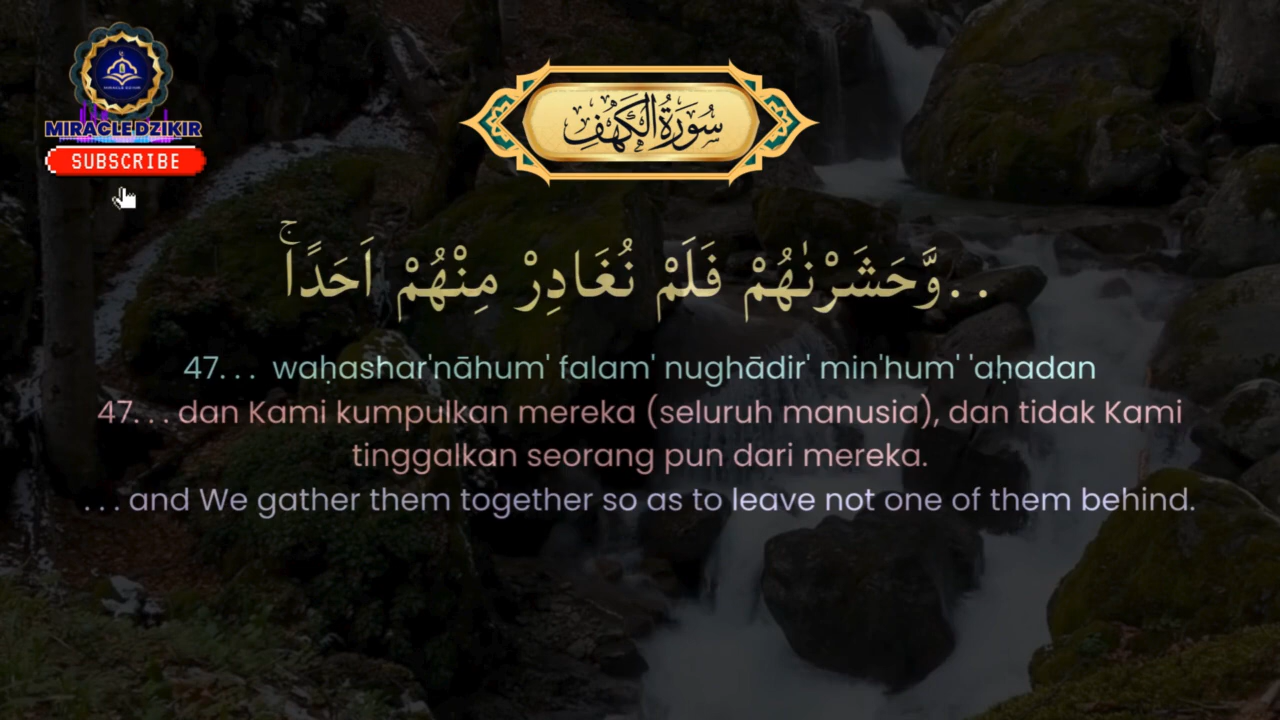 MIRACLE DZIKIR
SUBSCRIBE
سُورَةُ الكَهْفِ
..وَّحَشَرْنٰهُمْ فَلَمْ نُغَادِرْ مِنْهُمْ اَحَدًاۚ
47. . . waḥashar'nāhum' falam' nughādir' min'hum' 'aḥadan
47. . . dan Kami kumpulkan mereka (seluruh manusia), dan tidak Kami
tinggalkan seorang pun dari mereka.
. . . and We gather them together so as to leave not one of them behind.